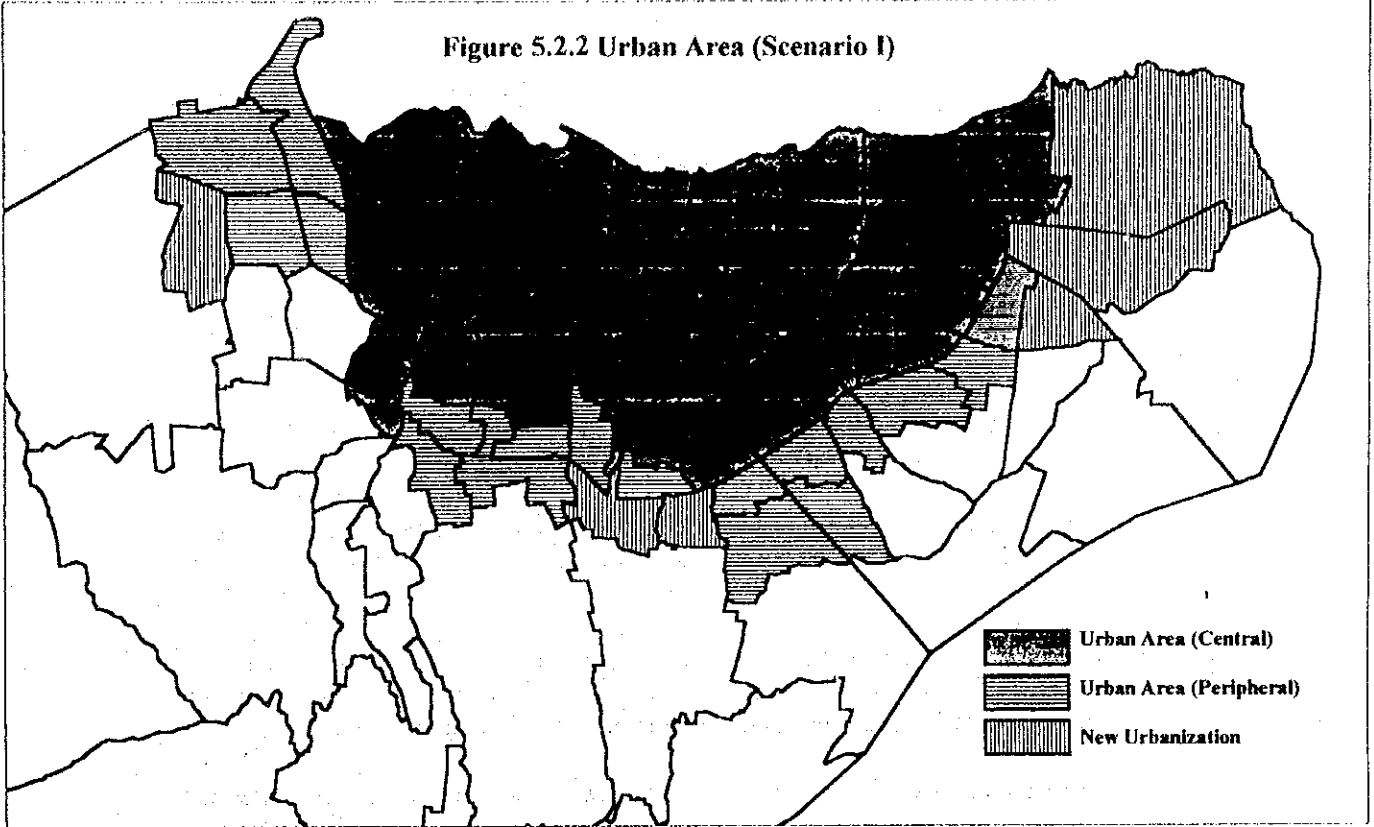 Figure 5.2.2 Urban Area (Scenario I)
Urban Area (Central)
Urban Area (Peripheral)
New Urbanization